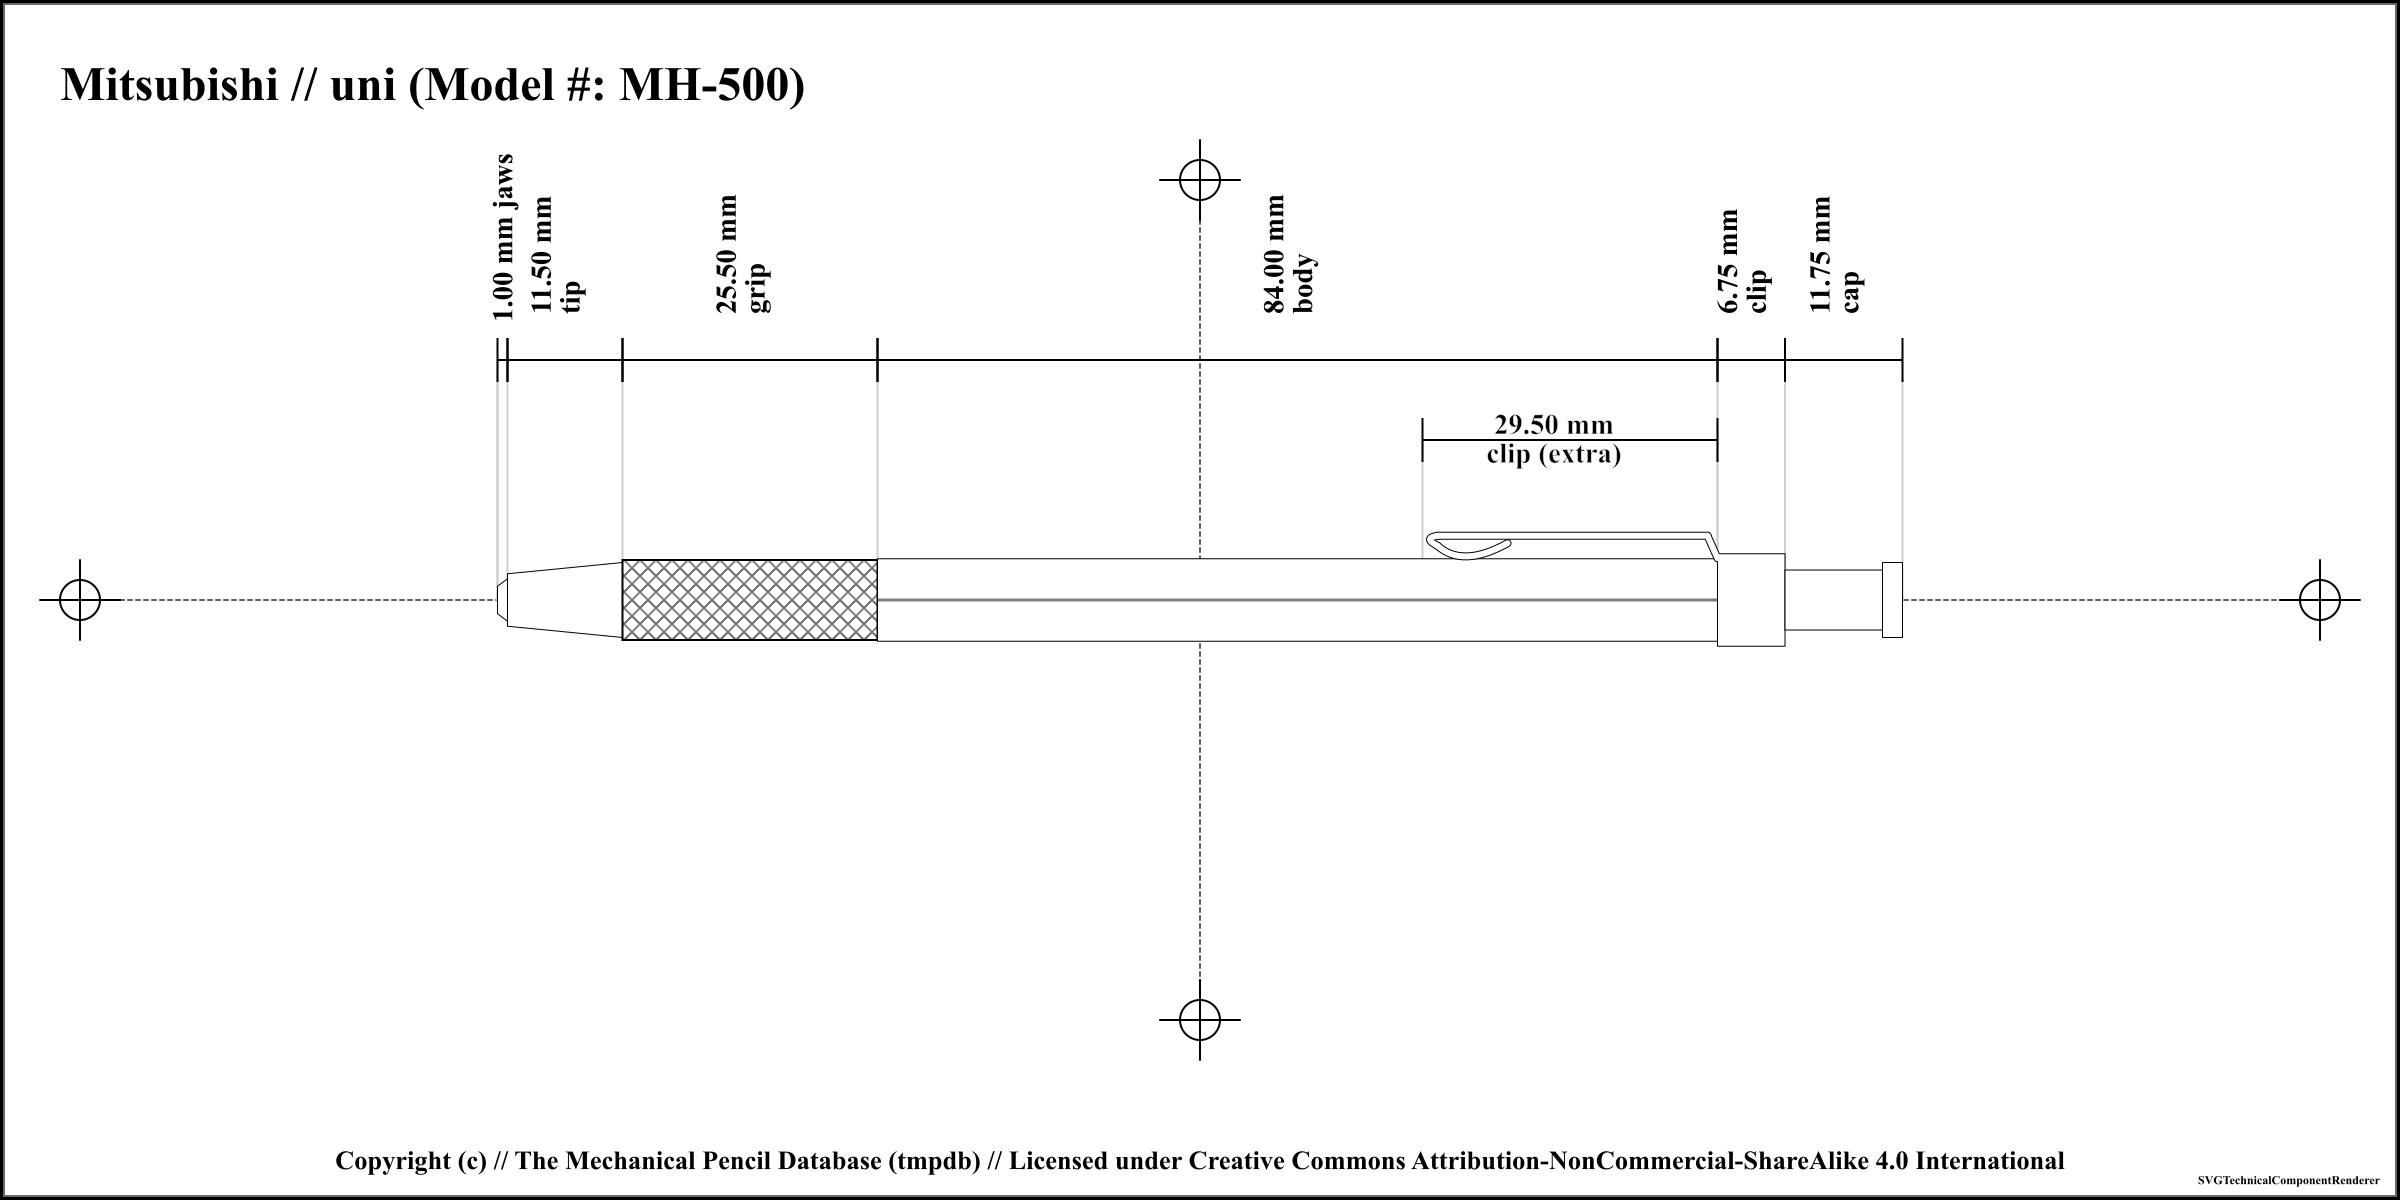 Mitsubishi // uni (Model #: MH-500)
1.00 mm jaws
11.50 mm
tip
25.50 mm
grip
84.00 mm
body
6.75 mm
clip
11.75 mm
cap
29.50 mm
clip (extra)
Copyright (c) // The Mechanical Pencil Database (tmpdb) // Licensed under Creative Commons Attribution-NonCommercial-ShareAlike 4.0 International
SVGTechnicalComponentRenderer